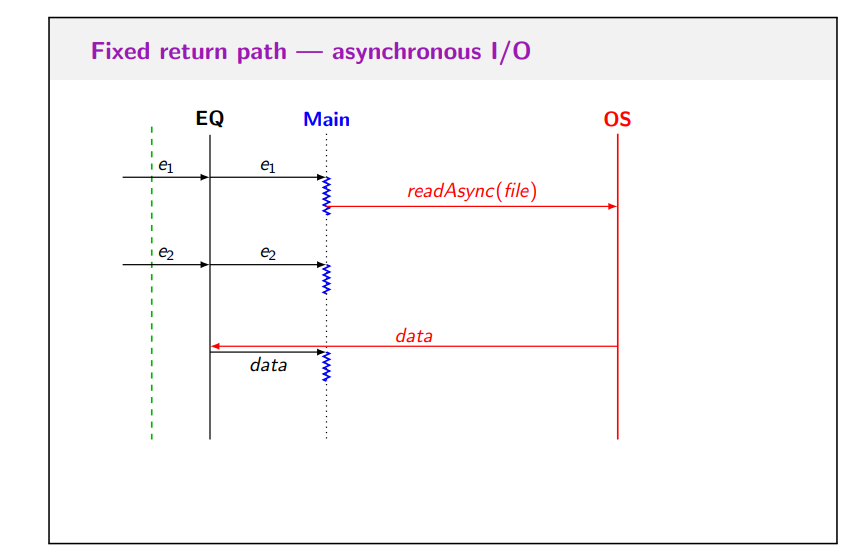 Fixed return path — asynchronous I/O
EQ Main OS
e₁ e₁ readAsync(file)
e₂ e₂
data
data